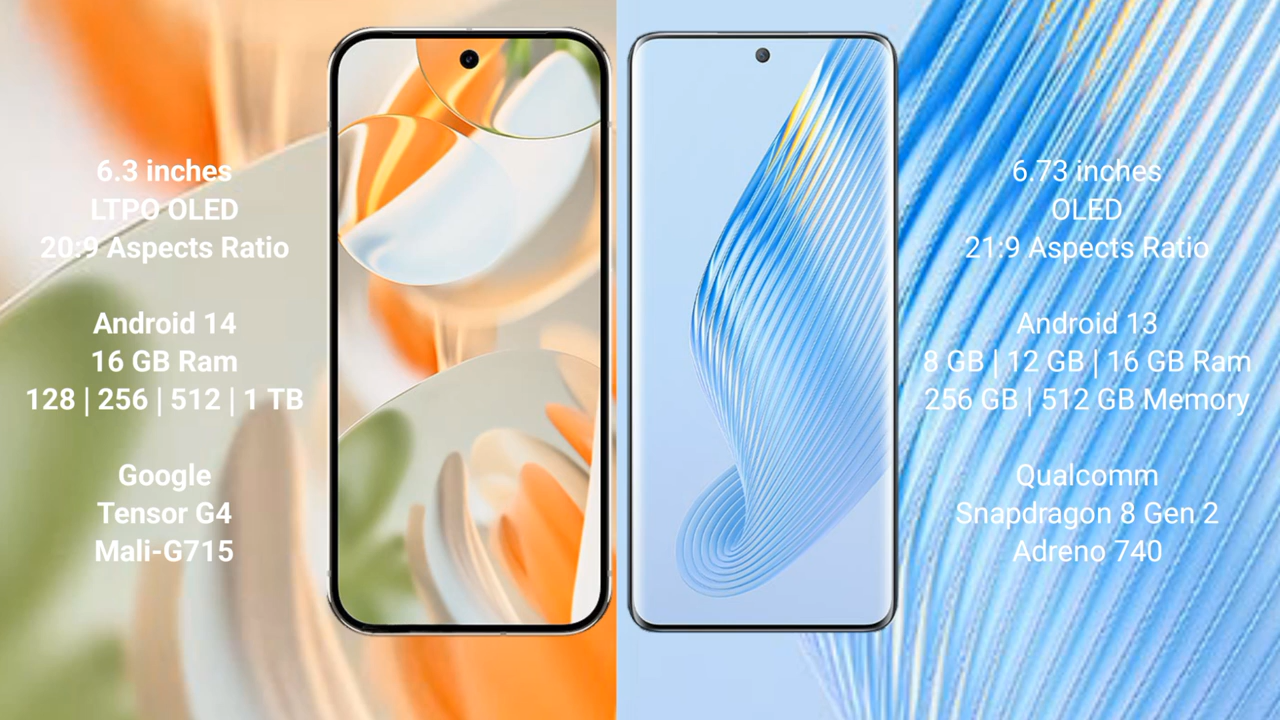 6.3 inches
LTPO OLED
20:9 Aspects Ratio
Android 14
16 GB Ram
128 | 256 | 512 | 1 TB
Google
Tensor G4
Mali-G715
6.73 inches
OLED
21:9 Aspects Ratio
Android 13
8 GB | 12 GB | 16 GB Ram
256 GB | 512 GB Memory
Qualcomm
Snapdragon 8 Gen 2
Adreno 740